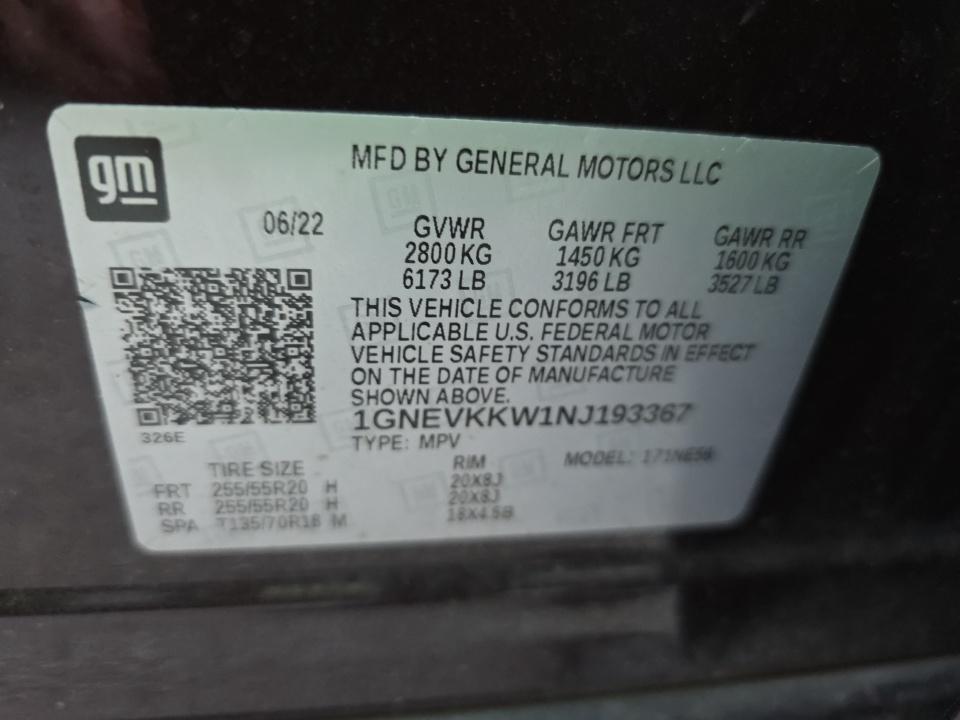 gm
MFD BY GENERAL MOTORS LLC
06/22 GVWR GAWR FRT GAWR RR
2800 KG 1450 KG 1600 KG
6173 LB 3196 LB 3527 LB
THIS VEHICLE CONFORMS TO ALL
APPLICABLE U.S. FEDERAL MOTOR
VEHICLE SAFETY STANDARDS IN EFFECT
ON THE DATE OF MANUFACTURE
SHOWN ABOVE.
1GNEVKKW1NJ193367
326E
TYPE: MPV MODEL: 171NE56
TIRE SIZE RIM
FRT 255/55R20 H 20X8J
RR 255/55R20 H 20X8J
SPA T135/70R18 M 18X4.5B